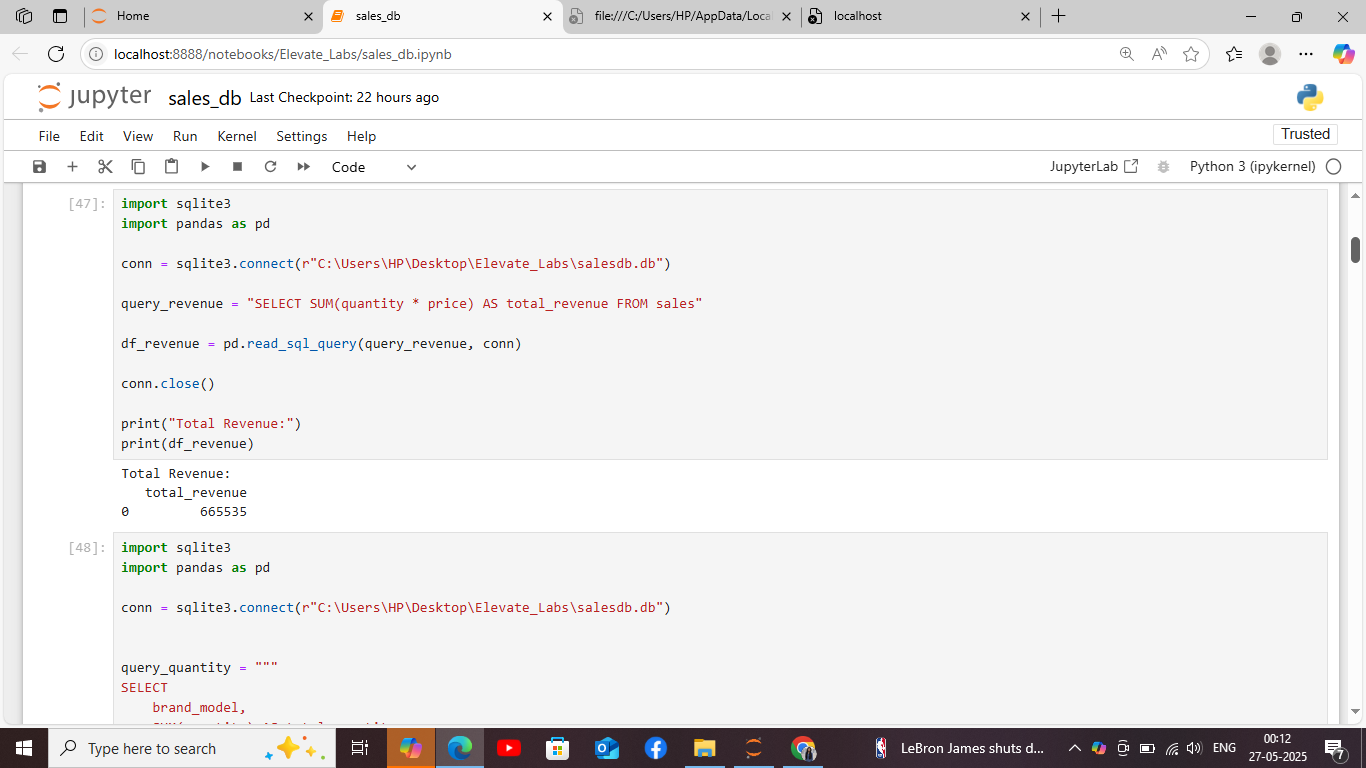 Home
sales_db
file:///C:/Users/HP/AppData/Loca
localhost
localhost:8888/notebooks/Elevate_Labs/sales_db.ipynb
jupyter sales_db Last Checkpoint: 22 hours ago
File Edit View Run Kernel Settings Help
Trusted
Code
JupyterLab
Python 3 (ipykernel)
[47]:
import sqlite3
import pandas as pd
conn = sqlite3.connect(r"C:\Users\HP\Desktop\Elevate_Labs\salesdb.db")
query_revenue = "SELECT SUM(quantity * price) AS total_revenue FROM sales"
df_revenue = pd.read_sql_query(query_revenue, conn)
conn.close()
print("Total Revenue:")
print(df_revenue)
Total Revenue:
total_revenue
0 665535
[48]:
import sqlite3
import pandas as pd
conn = sqlite3.connect(r"C:\Users\HP\Desktop\Elevate_Labs\salesdb.db")
query_quantity = """
SELECT
brand_model,
Type here to search
LeBron James shuts d...
ENG
00:12
27-05-2025
7